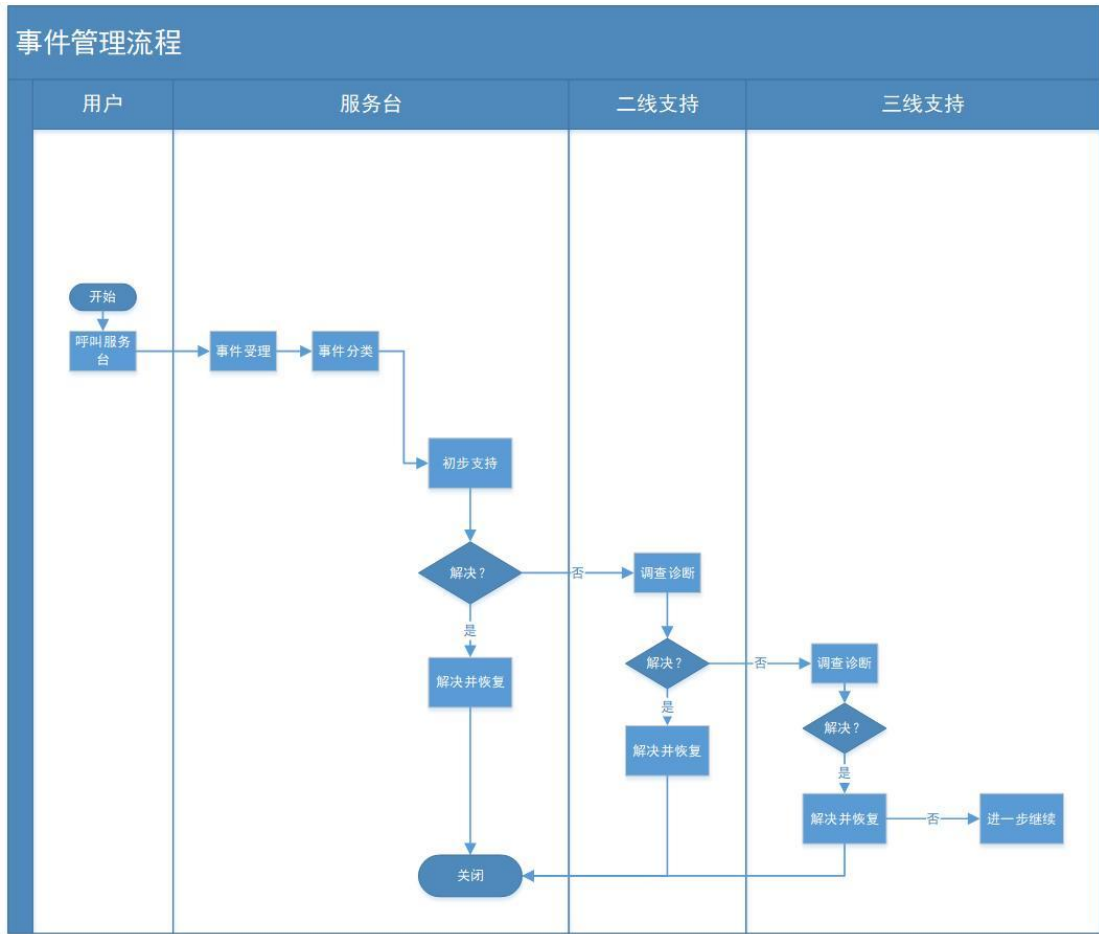 事件管理流程
用户
服务台
二线支持
三线支持
开始
呼叫服务
台
事件受理
事件分类
初步支持
解决？
否
调查诊断
是
解决？
否
调查诊断
解决并恢复
是
解决？
解决并恢复
是
解决并恢复
否
进一步继续
关闭